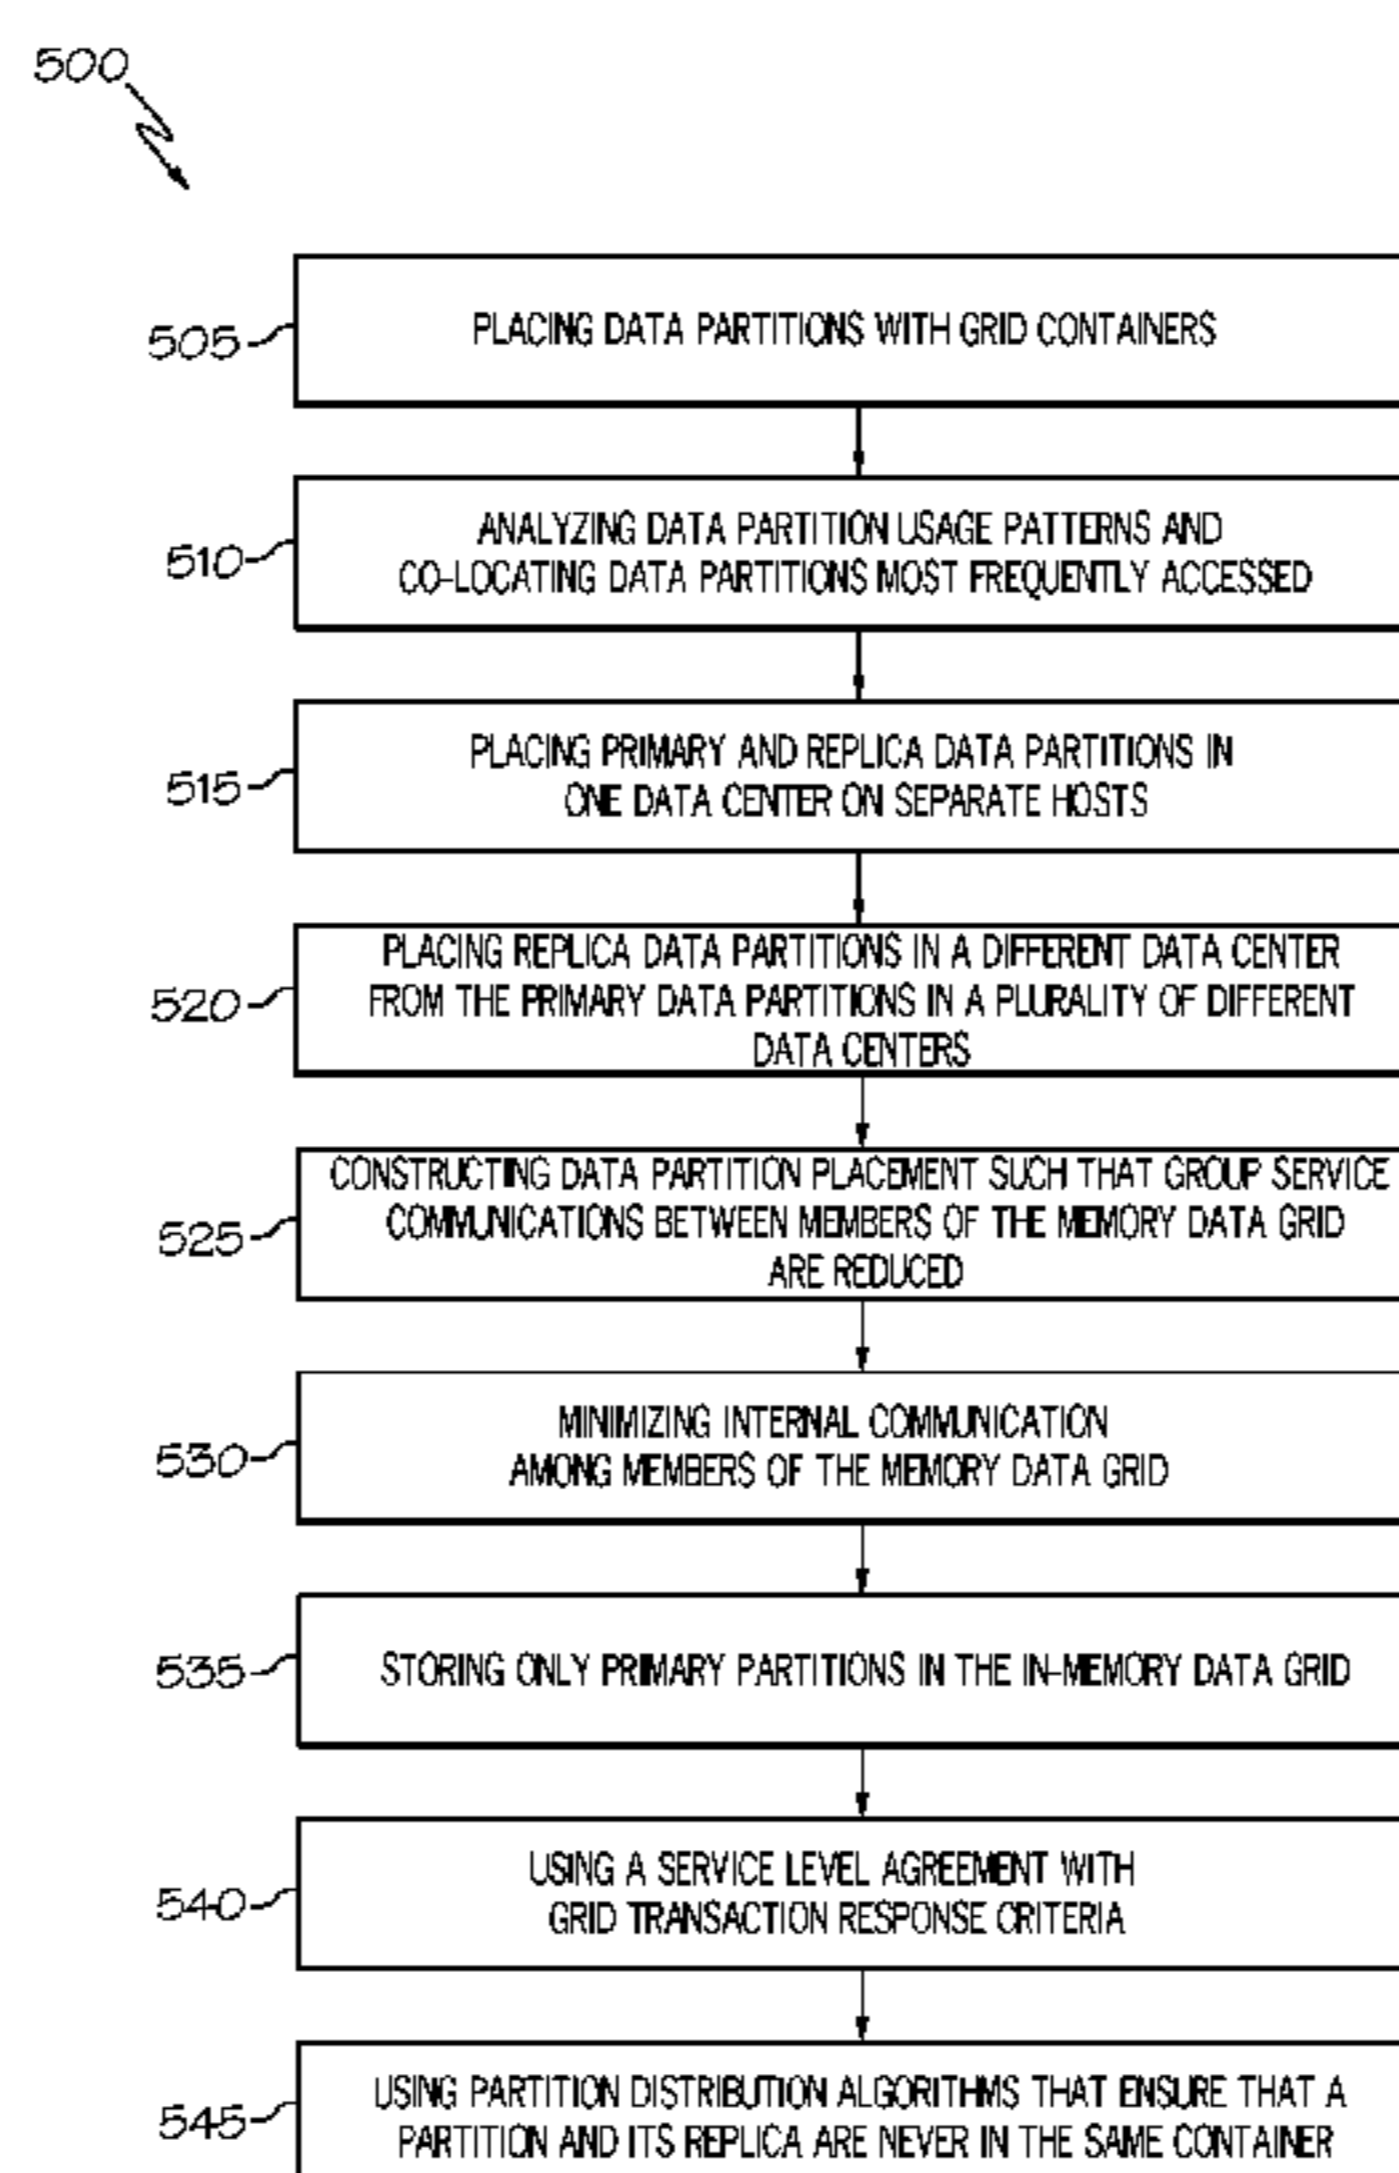 500
505
PLACING DATA PARTITIONS WITH GRID CONTAINERS
510
ANALYZING DATA PARTITION USAGE PATTERNS AND
CO-LOCATING DATA PARTITIONS MOST FREQUENTLY ACCESSED
515
PLACING PRIMARY AND REPLICA DATA PARTITIONS IN
ONE DATA CENTER ON SEPARATE HOSTS
520
PLACING REPLICA DATA PARTITIONS IN A DIFFERENT DATA CENTER
FROM THE PRIMARY DATA PARTITIONS IN A PLURALITY OF DIFFERENT
DATA CENTERS
525
CONSTRUCTING DATA PARTITION PLACEMENT SUCH THAT GROUP SERVICE
COMMUNICATIONS BETWEEN MEMBERS OF THE MEMORY DATA GRID
ARE REDUCED
530
MINIMIZING INTERNAL COMMUNICATION
AMONG MEMBERS OF THE MEMORY DATA GRID
535
STORING ONLY PRIMARY PARTITIONS IN THE IN-MEMORY DATA GRID
540
USING A SERVICE LEVEL AGREEMENT WITH
GRID TRANSACTION RESPONSE CRITERIA
545
USING PARTITION DISTRIBUTION ALGORITHMS THAT ENSURE THAT A
PARTITION AND ITS REPLICA ARE NEVER IN THE SAME CONTAINER